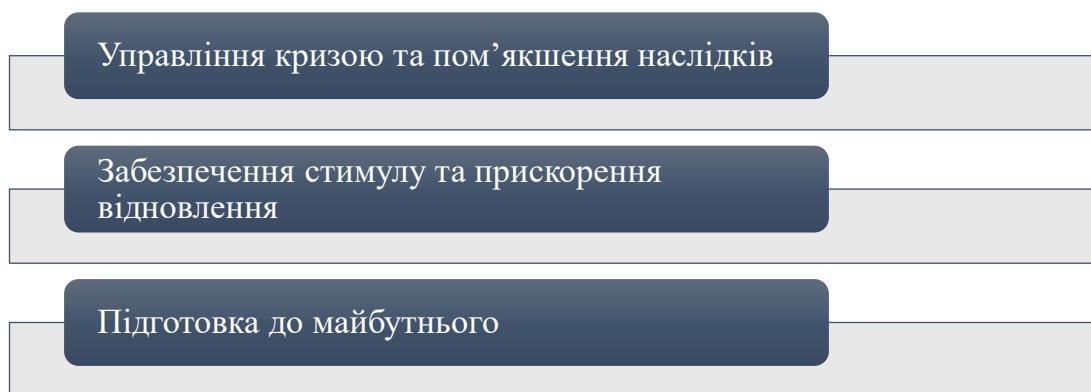 Управління кризою та пом’якшення наслідків
Забезпечення стимулу та прискорення
відновлення
Підготовка до майбутнього